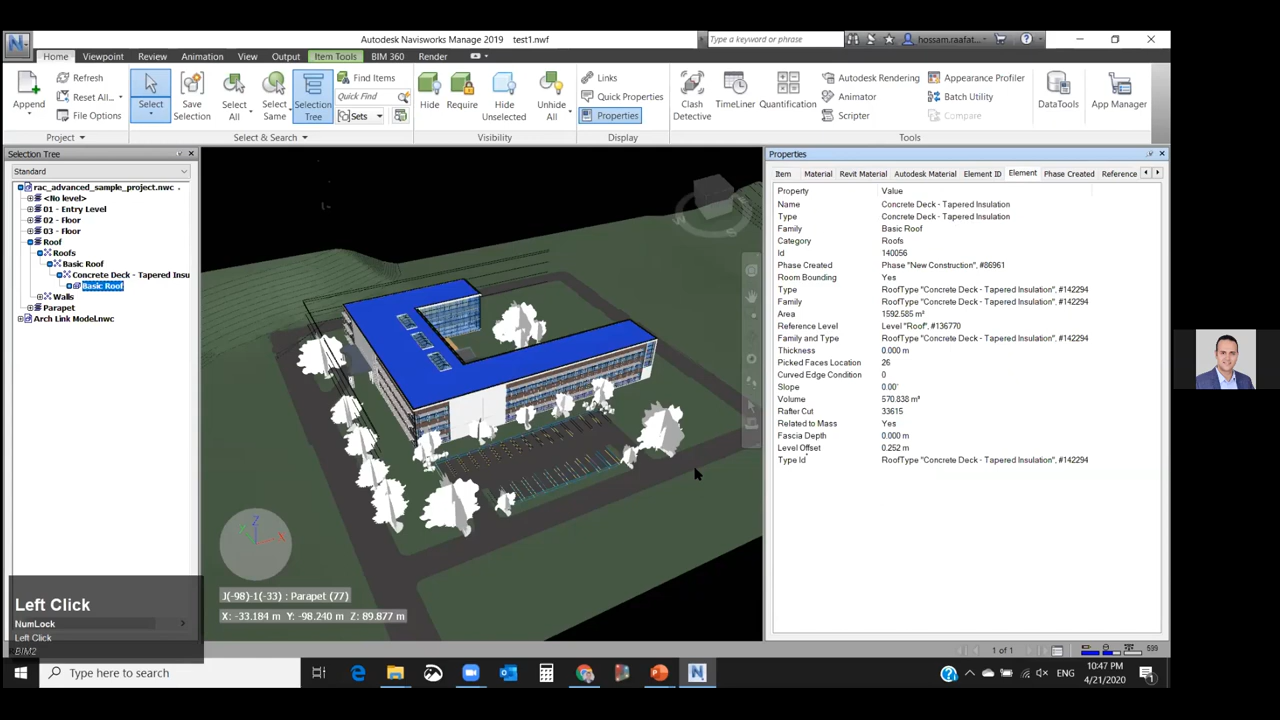 Autodesk Navisworks Manage 2019 test1.nwf
Type a keyword or phrase
hossam.raafat...
Home Viewpoint Review Animation View Output Item Tools BIM 360 Render
Append
Refresh
Reset All...
File Options
Project
Select
Save Selection
Select All
Select Same
Selection Tree
Find Items
Quick Find
Sets
Select & Search
Hide
Require
Hide Unselected
Unhide All
Visibility
Links
Quick Properties
Properties
Display
Clash Detective
TimeLiner
Quantification
Autodesk Rendering
Animator
Scripter
Appearance Profiler
Batch Utility
Compare
DataTools
App Manager
Tools
Selection Tree
Standard
rac_advanced_sample_project.nwc
<No level>
01 - Entry Level
02 - Floor
03 - Floor
Roof
Roofs
Basic Roof
Concrete Deck - Tapered Insu
Basic Roof
Walls
Parapet
Arch Link Model.nwc
J(-98)-1(-33) : Parapet (77)
X: -33.184 m Y: -98.240 m Z: 89.877 m
Z
X
Properties
Item Material Revit Material Autodesk Material Element ID Element Phase Created Reference
Property Value
Name Concrete Deck - Tapered Insulation
Type Concrete Deck - Tapered Insulation
Family Basic Roof
Category Roofs
Id 140056
Phase Created Phase "New Construction", #86961
Room Bounding Yes
Type RoofType "Concrete Deck - Tapered Insulation", #142294
Family RoofType "Concrete Deck - Tapered Insulation", #142294
Area 1592.585 m²
Reference Level Level "Roof", #136770
Family and Type RoofType "Concrete Deck - Tapered Insulation", #142294
Thickness 0.000 m
Picked Faces Location 26
Curved Edge Condition 0
Slope 0.00°
Volume 570.838 m³
Rafter Cut 33615
Related to Mass Yes
Fascia Depth 0.000 m
Level Offset 0.252 m
Type Id RoofType "Concrete Deck - Tapered Insulation", #142294
Left Click
NumLock
Left Click
BIM2
1 of 1
599
Type here to search
ENG
10:47 PM
4/21/2020